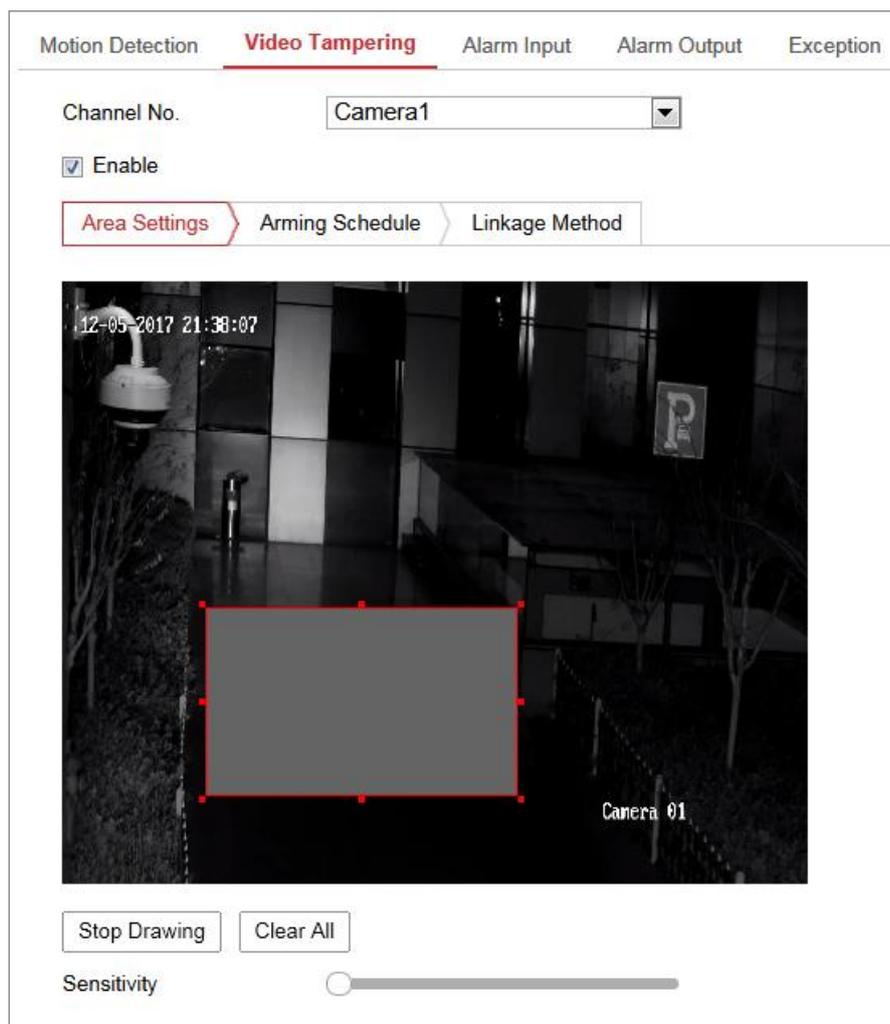 Motion Detection Video Tampering Alarm Input Alarm Output Exception
Channel No. Camera1
Enable
Area Settings Arming Schedule Linkage Method
12-05-2017 21:38:07
P
Camera 01
Stop Drawing Clear All
Sensitivity